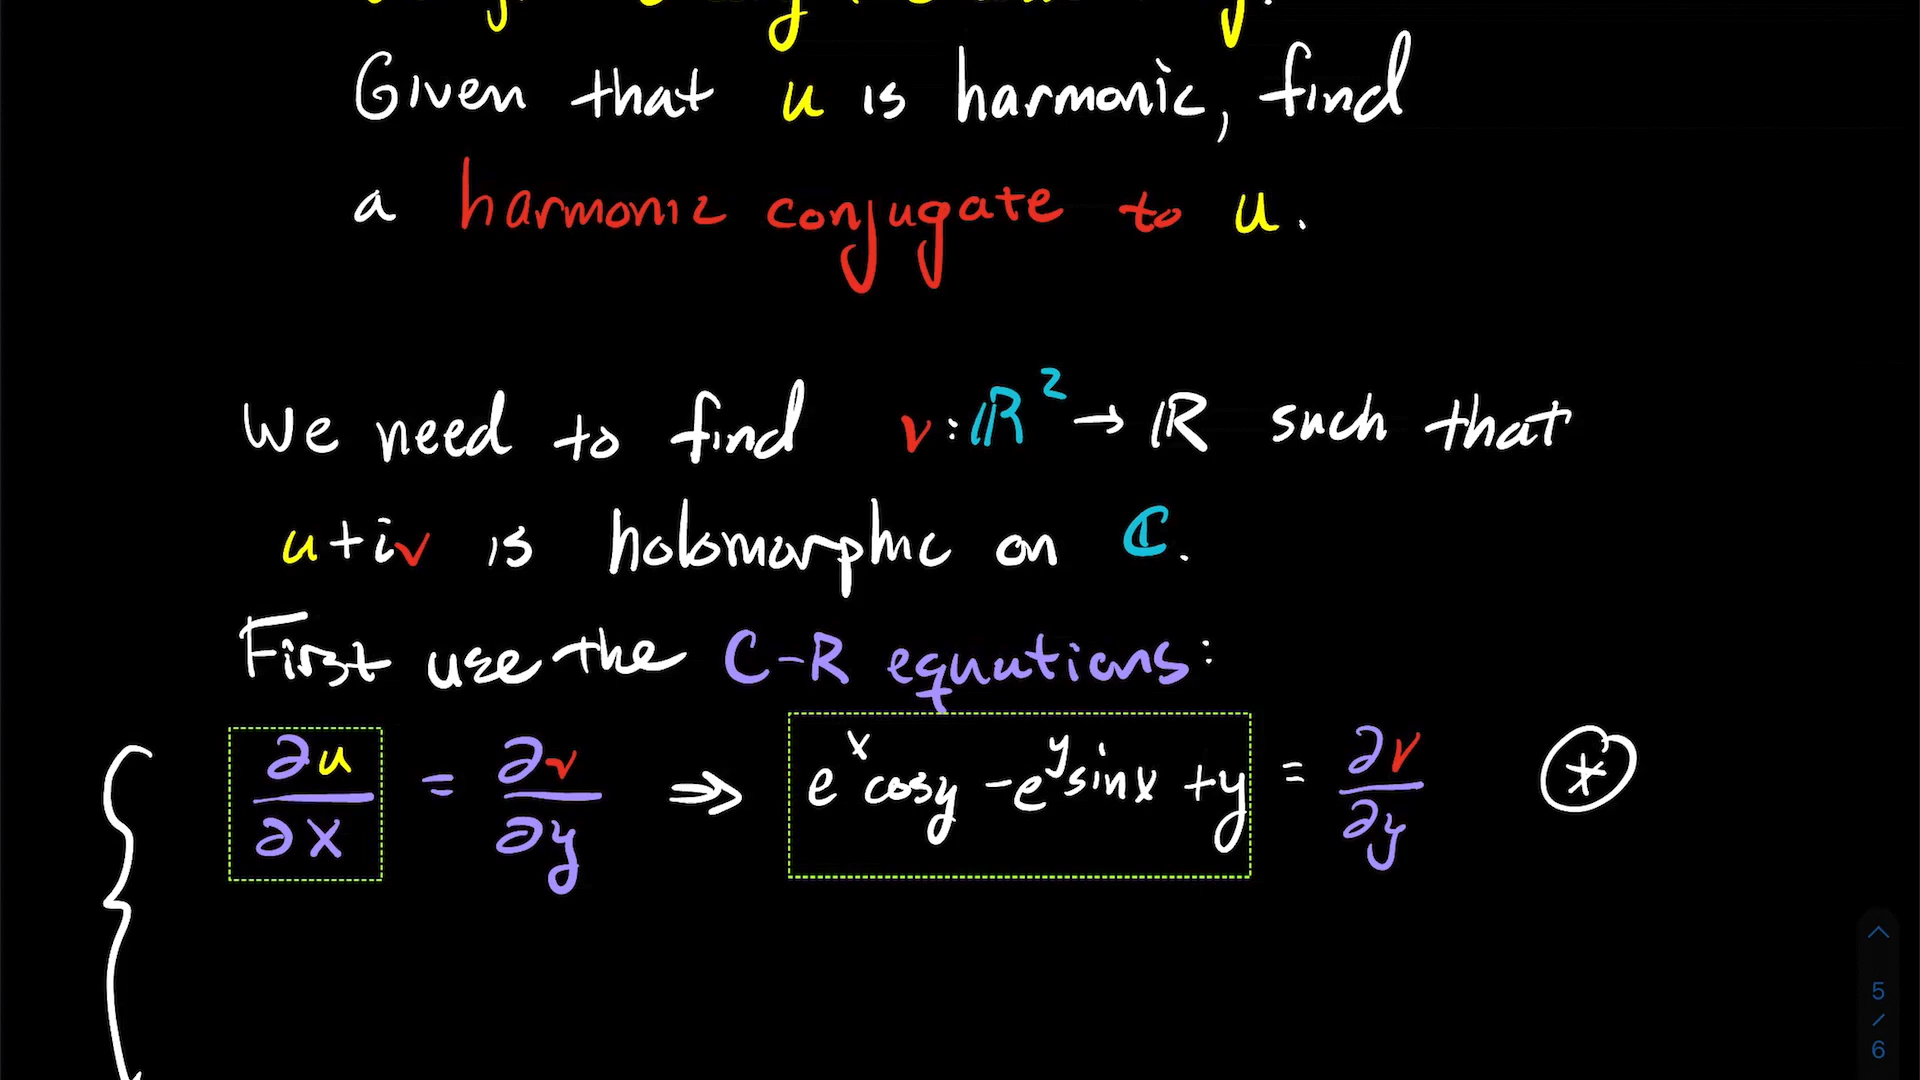 Given that u is harmonic, find
a harmonic conjugate to u.
We need to find v: ℝ² → ℝ such that
u+iv is holomorphic on ℂ.
First use the C-R equations:
∂u/∂x = ∂v/∂y ⇒ e^x cosy - e^y sinx + y = ∂v/∂y (*)
5
/
6